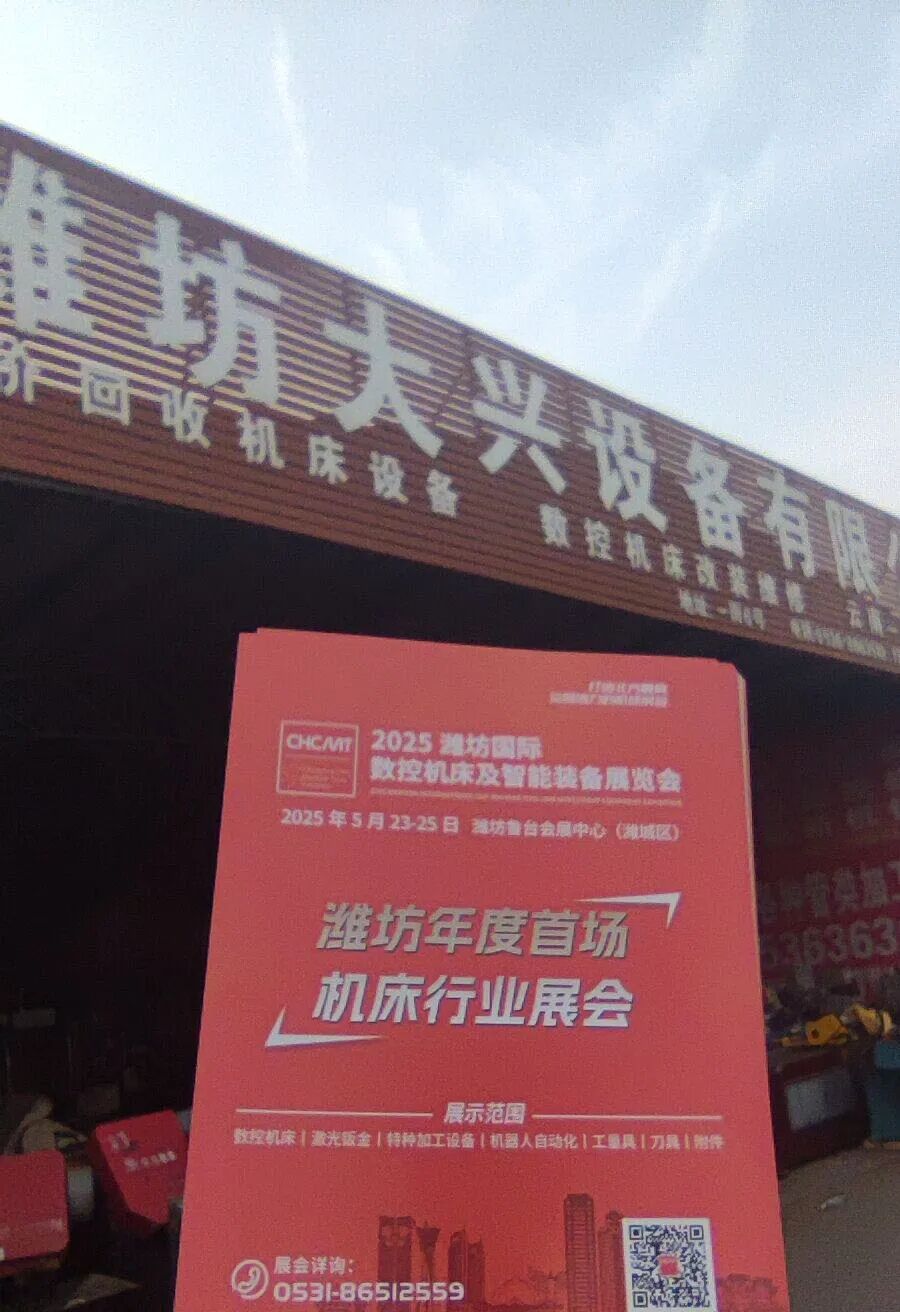 潍坊大兴设备有限
价回收机床设备
数控机床改装维修
云南
CHCMT
2025 潍坊国际
数控机床及智能装备展览会
2025 年 5 月 23-25 日 潍坊鲁台会展中心（潍城区）
潍坊年度首场
机床行业展会
展示范围
数控机床 | 激光钣金 | 特种加工设备 | 机器人自动化 | 工量具 | 刀具 | 附件
展会详询：
0531-86512559